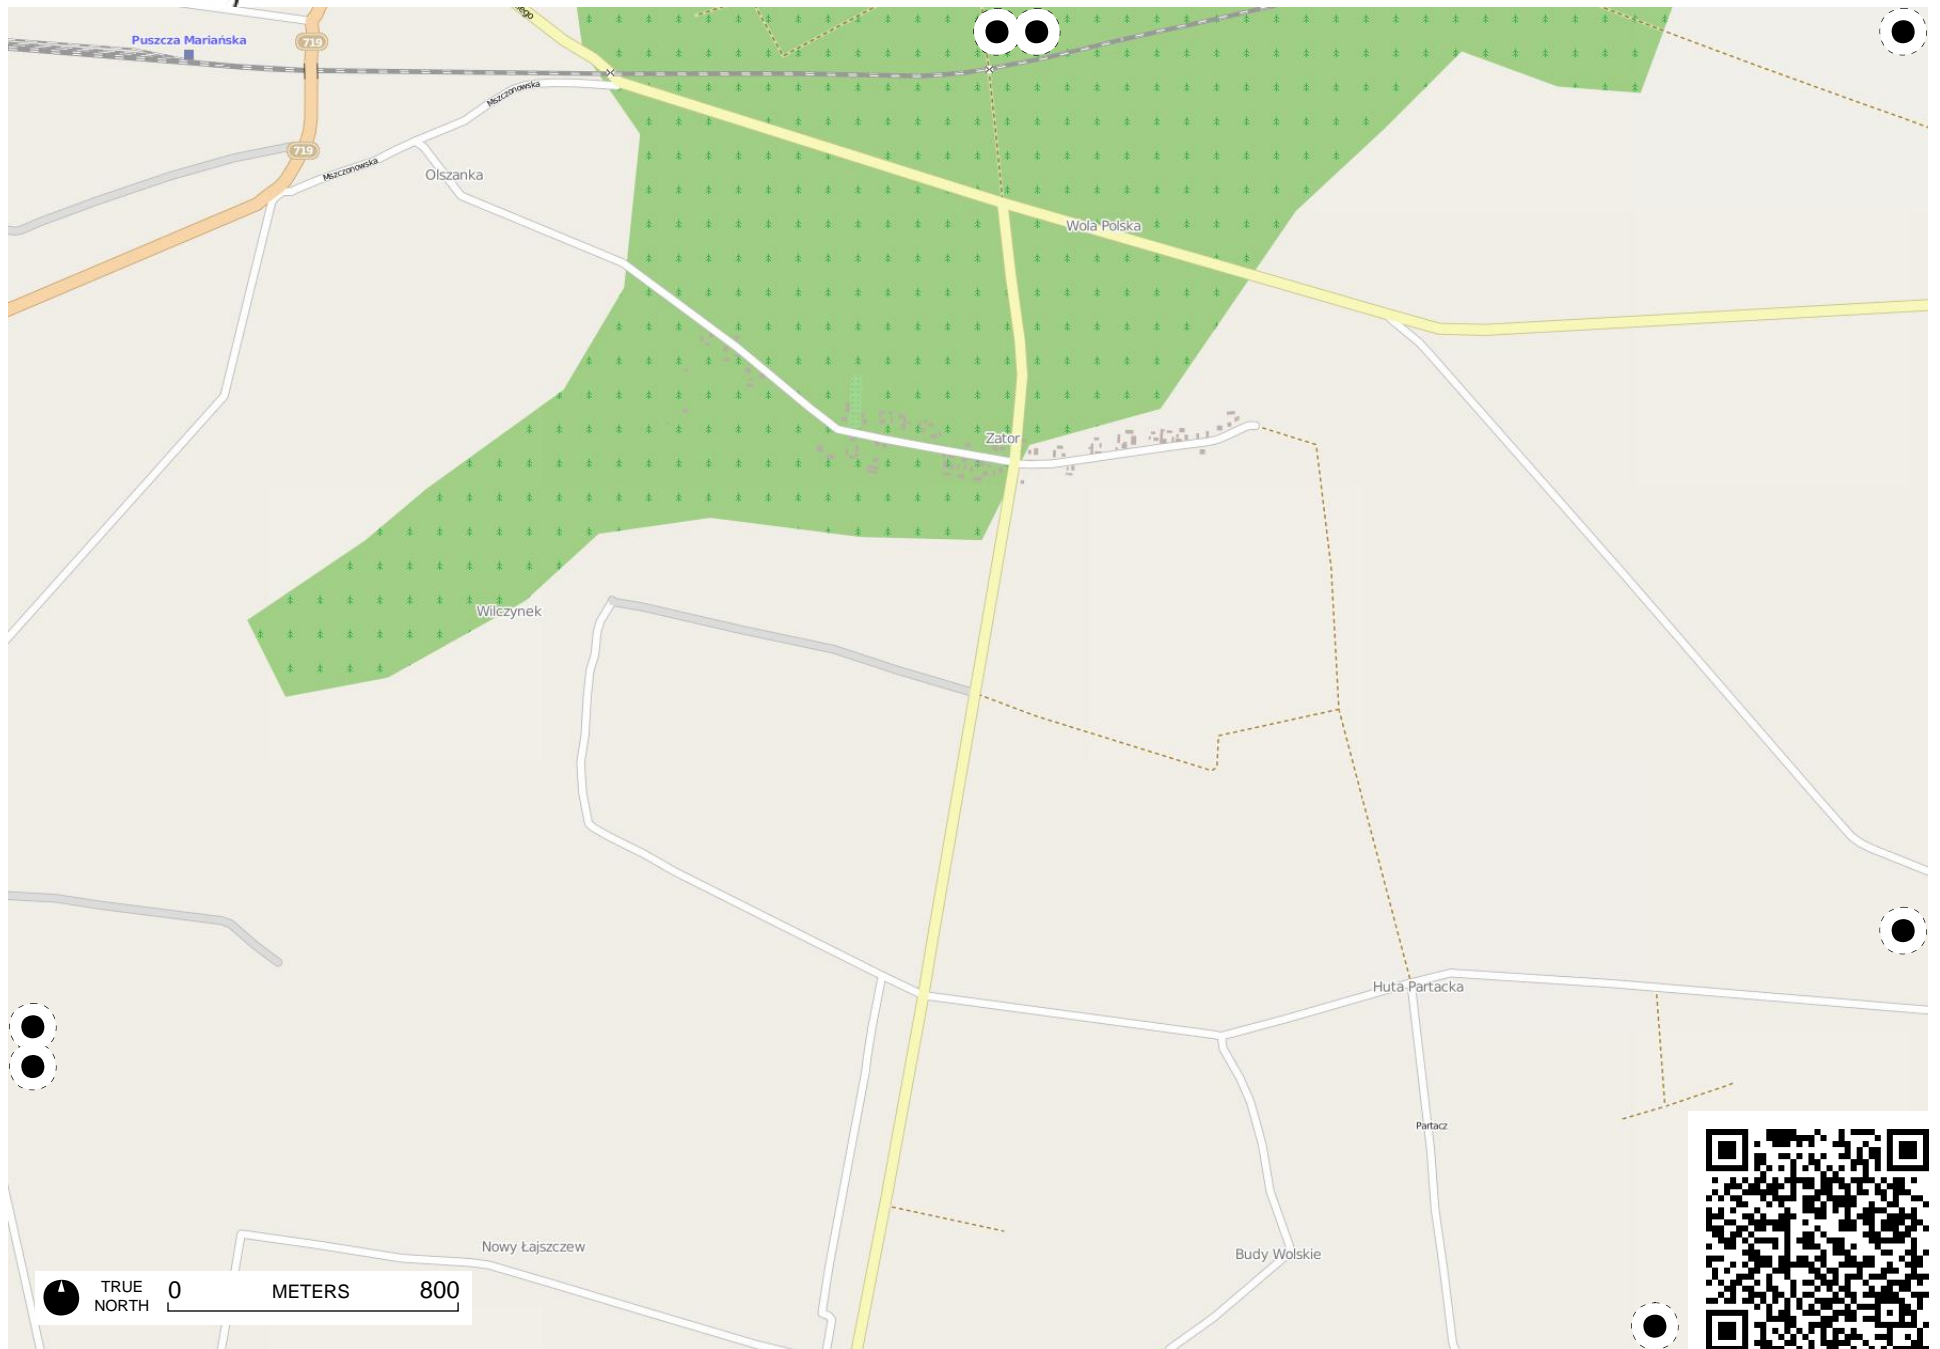 Puszcza Mariańska
719
Mszczonowska
719
Mszczonowska
Olszanka
Wola Polska
Zator
Wilczynek
Huta Partacka
Partacz
Nowy Łajszczew
Budy Wolskie
TRUE
NORTH
0 METERS 800